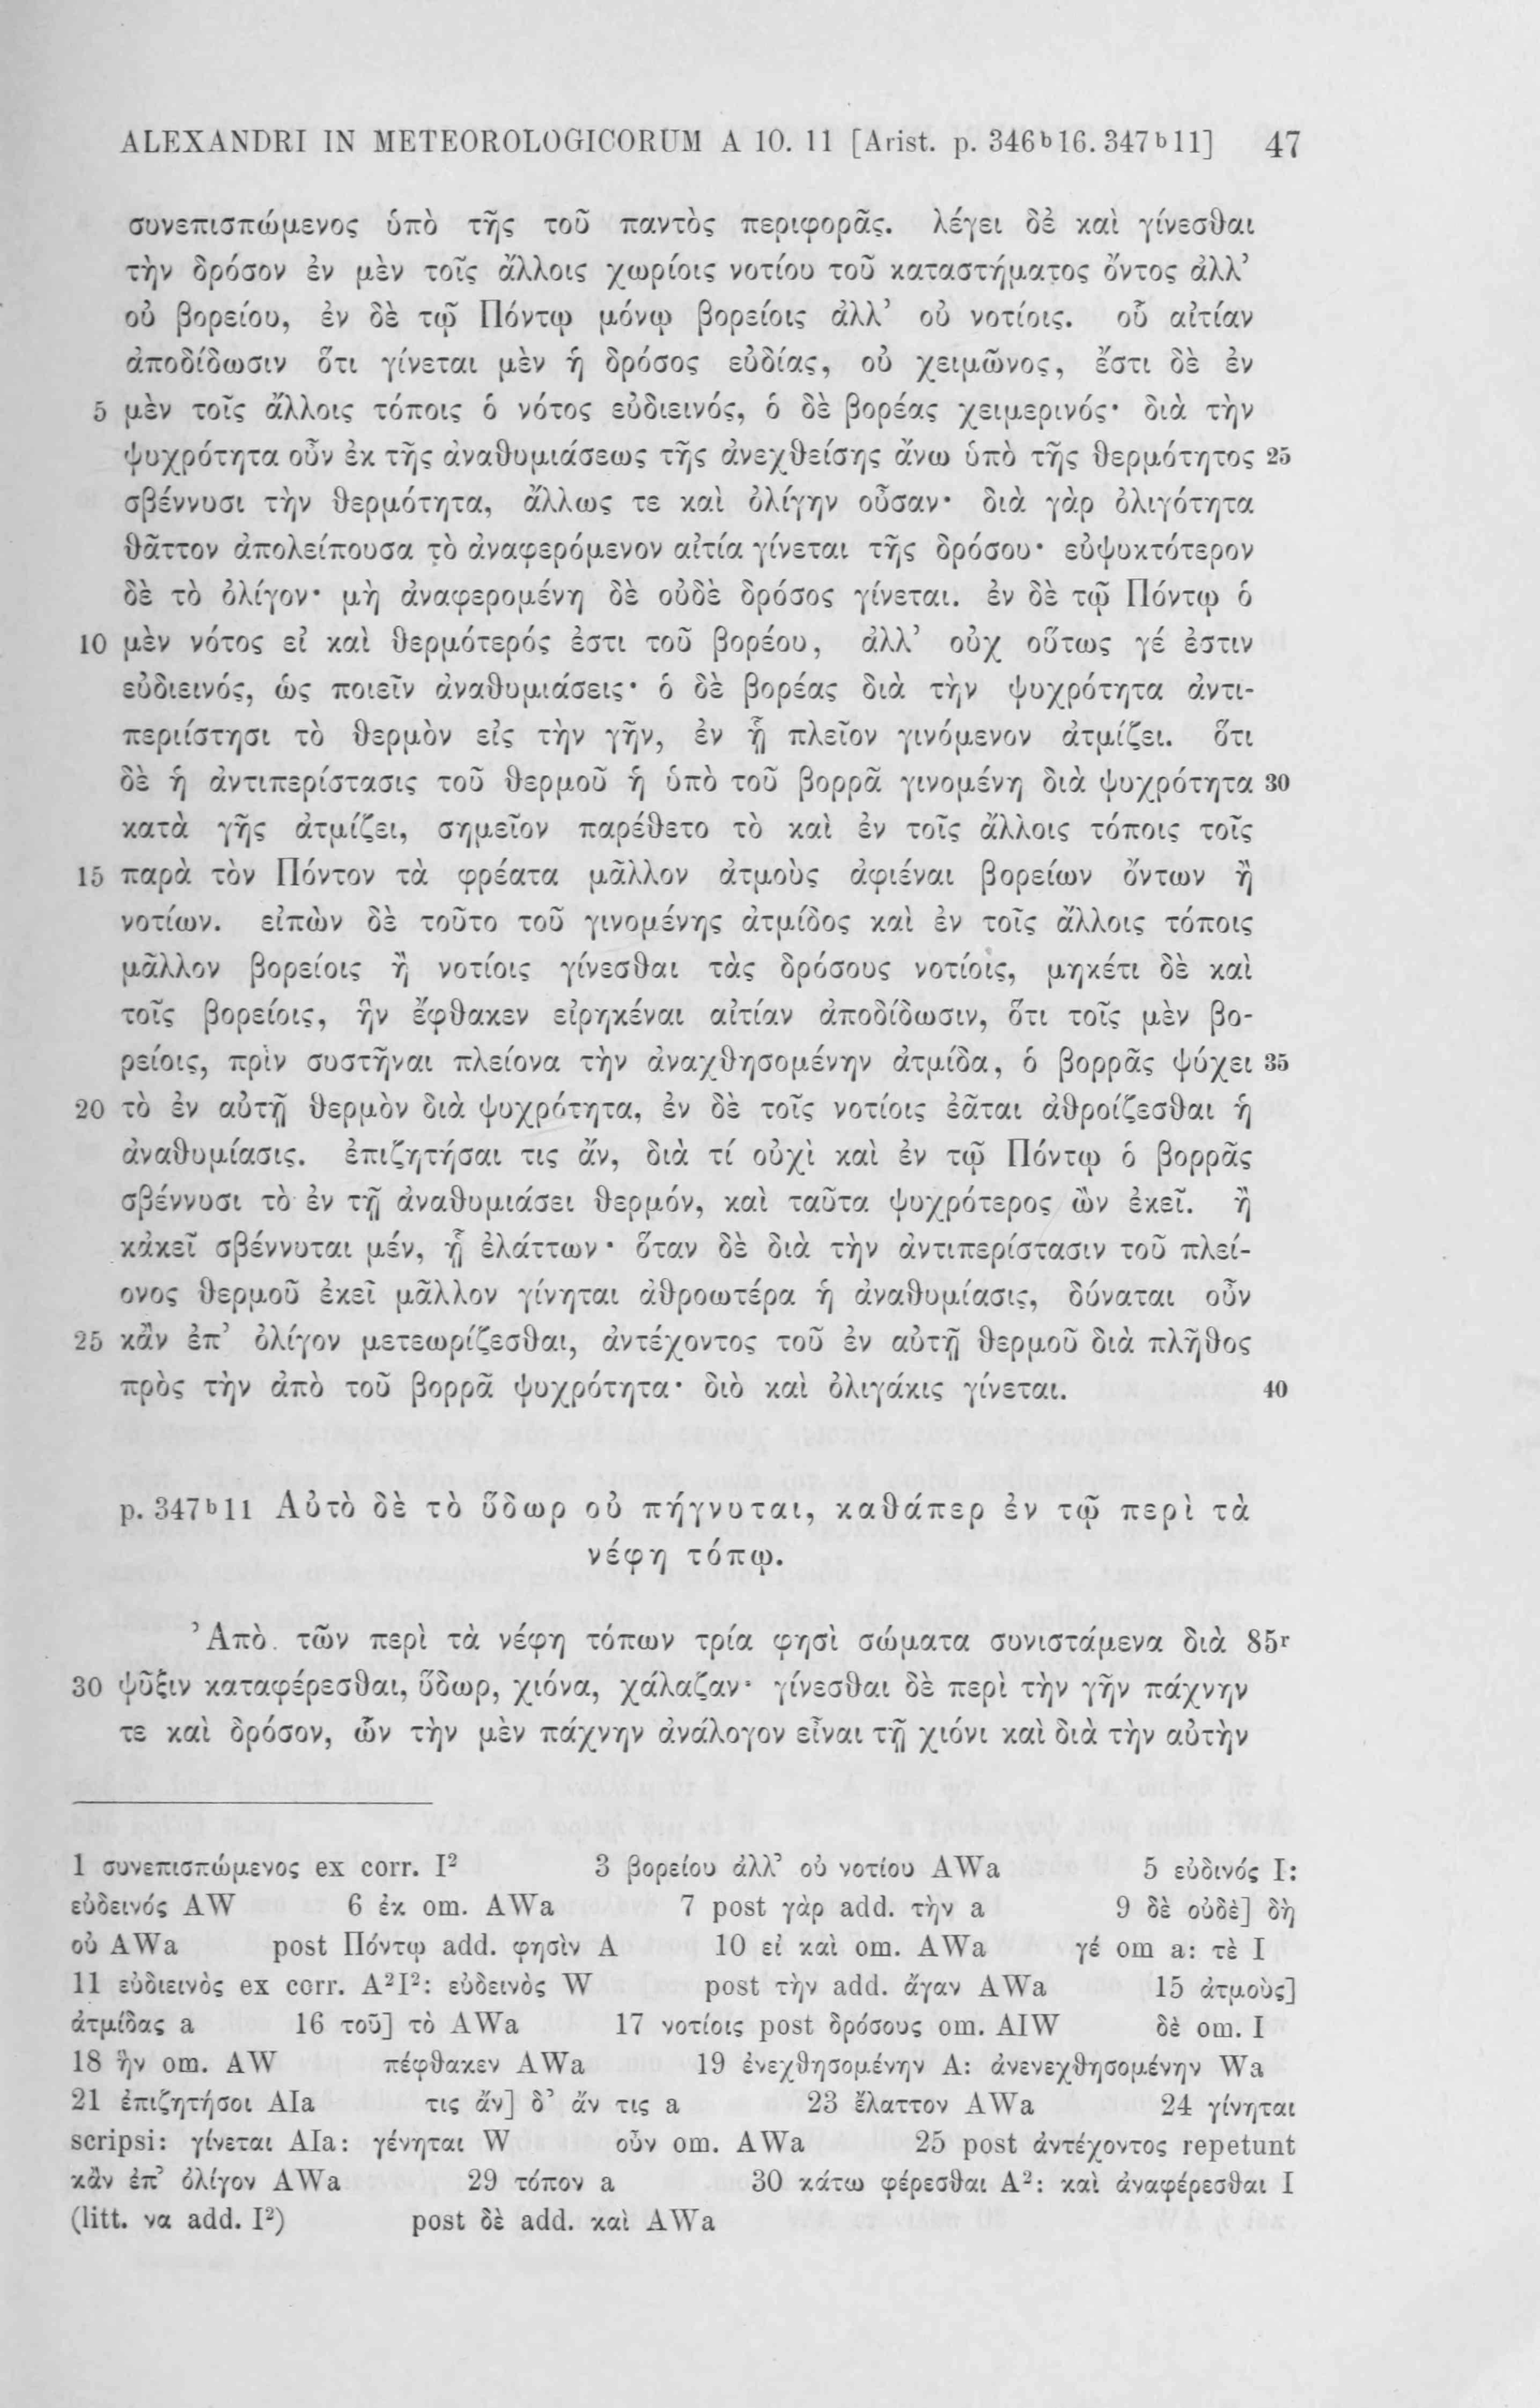 ALEXANDRI IN METEOROLOGICORUM A 10. 11 [Arist. p. 346ᵇ16. 347ᵇ11] 47
συνεπισπώμενος ὑπὸ τῆς τοῦ παντὸς περιφορᾶς. λέγει δὲ καὶ γίνεσθαι
τὴν δρόσον ἐν μὲν τοῖς ἄλλοις χωρίοις νοτίου τοῦ καταστήματος ὄντος ἀλλ’
οὐ βορείου, ἐν δὲ τῷ Πόντῳ μόνῳ βορείοις ἀλλ’ οὐ νοτίοις. οὗ αἰτίαν
ἀποδίδωσιν ὅτι γίνεται μὲν ἡ δρόσος εὐδίας, οὐ χειμῶνος, ἔστι δὲ ἐν
5 μὲν τοῖς ἄλλοις τόποις ὁ νότος εὐδιεινός, ὁ δὲ βορέας χειμερινός· διὰ τὴν
ψυχρότητα οὖν ἐκ τῆς ἀναθυμιάσεως τῆς ἀνεχθείσης ἄνω ὑπὸ τῆς θερμότητος 25
σβέννυσι τὴν θερμότητα, ἄλλως τε καὶ ὀλίγην οὖσαν· διὰ γὰρ ὀλιγότητα
θᾶττον ἀπολείπουσα τὸ ἀναφερόμενον αἰτία γίνεται τῆς δρόσου· εὐψυκτότερον
δὲ τὸ ὀλίγον· μὴ ἀναφερομένη δὲ οὐδὲ δρόσος γίνεται. ἐν δὲ τῷ Πόντῳ ὁ
10 μὲν νότος εἰ καὶ θερμότερός ἐστι τοῦ βορέου, ἀλλ’ οὐχ οὕτως γέ ἐστιν
εὐδιεινός, ὡς ποιεῖν ἀναθυμιάσεις· ὁ δὲ βορέας διὰ τὴν ψυχρότητα ἀντι-
περιίστησι τὸ θερμὸν εἰς τὴν γῆν, ἐν ᾗ πλεῖον γινόμενον ἀτμίζει. ὅτι
δὲ ἡ ἀντιπερίστασις τοῦ θερμοῦ ἡ ὑπὸ τοῦ βορρᾶ γινομένη διὰ ψυχρότητα 30
κατὰ γῆς ἀτμίζει, σημεῖον παρέθετο τὸ καὶ ἐν τοῖς ἄλλοις τόποις τοῖς
15 παρὰ τὸν Πόντον τὰ φρέατα μᾶλλον ἀτμοὺς ἀφιέναι βορείων ὄντων ἢ
νοτίων. εἰπὼν δὲ τοῦτο τοῦ γινομένης ἀτμίδος καὶ ἐν τοῖς ἄλλοις τόποις
μᾶλλον βορείοις ἢ νοτίοις γίνεσθαι τὰς δρόσους νοτίοις, μηκέτι δὲ καὶ
τοῖς βορείοις, ἣν ἔφθακεν εἰρηκέναι αἰτίαν ἀποδίδωσιν, ὅτι τοῖς μὲν βο-
ρείοις, πρὶν συστῆναι πλείονα τὴν ἀναχθησομένην ἀτμίδα, ὁ βορρᾶς ψύχει 35
20 τὸ ἐν αὐτῇ θερμὸν διὰ ψυχρότητα, ἐν δὲ τοῖς νοτίοις ἐᾶται ἀθροίζεσθαι ἡ
ἀναθυμίασις. ἐπιζητήσαι τις ἄν, διὰ τί οὐχὶ καὶ ἐν τῷ Πόντῳ ὁ βορρᾶς
σβέννυσι τὸ ἐν τῇ ἀναθυμιάσει θερμόν, καὶ ταῦτα ψυχρότερος ὢν ἐκεῖ. ἢ
κἀκεῖ σβέννυται μέν, ᾗ ἐλάττων· ὅταν δὲ διὰ τὴν ἀντιπερίστασιν τοῦ πλεί-
ονος θερμοῦ ἐκεῖ μᾶλλον γίνηται ἀθροωτέρα ἡ ἀναθυμίασις, δύναται οὖν
25 κἂν ἐπ’ ὀλίγον μετεωρίζεσθαι, ἀντέχοντος τοῦ ἐν αὐτῇ θερμοῦ διὰ πλῆθος
πρὸς τὴν ἀπὸ τοῦ βορρᾶ ψυχρότητα· διὸ καὶ ὀλιγάκις γίνεται. 40
p. 347ᵇ11 Αὐτὸ δὲ τὸ ὕδωρ οὐ πήγνυται, καθάπερ ἐν τῷ περὶ τὰ
νέφη τόπῳ.
Ἀπὸ τῶν περὶ τὰ νέφη τόπων τρία φησὶ σώματα συνιστάμενα διὰ 85ʳ
30 ψῦξιν καταφέρεσθαι, ὕδωρ, χιόνα, χάλαζαν· γίνεσθαι δὲ περὶ τὴν γῆν πάχνην
τε καὶ δρόσον, ὧν τὴν μὲν πάχνην ἀνάλογον εἶναι τῇ χιόνι καὶ διὰ τὴν αὐτὴν
1 συνεπισπώμενος ex corr. I² 3 βορείου ἀλλ’ οὐ νοτίου AWa 5 εὐδινός I:
εὐδεινός AW 6 ἐκ om. AWa 7 post γὰρ add. τὴν a 9 δὲ οὐδὲ] δὴ
οὐ AWa post Πόντῳ add. φησὶν A 10 εἰ καὶ om. AWa γέ om a: τὲ I
11 εὐδιεινὸς ex corr. A²I²: εὐδεινὸς W post τὴν add. ἄγαν AWa 15 ἀτμοὺς]
ἀτμίδας a 16 τοῦ] τὸ AWa 17 νοτίοις post δρόσους om. AIW δὲ om. I
18 ἣν om. AW πέφθακεν AWa 19 ἐνεχθησομένην A: ἀνενεχθησομένην Wa
21 ἐπιζητήσοι AIa τις ἄν] δ’ ἄν τις a 23 ἔλαττον AWa 24 γίνηται
scripsi: γίνεται AIa: γένηται W οὖν om. AWa 25 post ἀντέχοντος repetunt
κἂν ἐπ’ ὀλίγον AWa 29 τόπον a 30 κάτω φέρεσθαι A²: καὶ ἀναφέρεσθαι I
(litt. να add. I²) post δὲ add. καὶ AWa